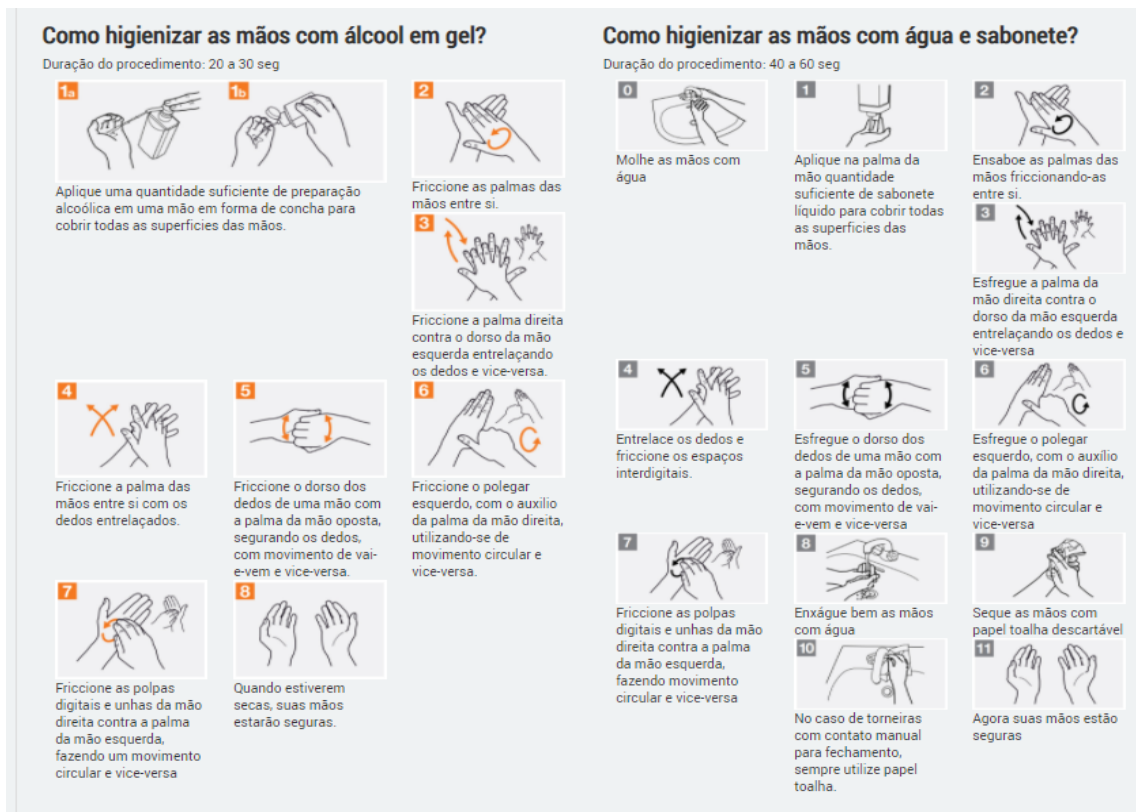 Como higienizar as mãos com álcool em gel?
Duração do procedimento: 20 a 30 seg
1a
1b
Aplique uma quantidade suficiente de preparação
alcoólica em uma mão em forma de concha para
cobrir todas as superficies das mãos.
2
Friccione as palmas das
mãos entre si.
3
Friccione a palma direita
contra o dorso da mão
esquerda entrelaçando
os dedos e vice-versa.
4
Friccione a palma das
mãos entre si com os
dedos entrelaçados.
5
Friccione o dorso dos
dedos de uma mão com
a palma da mão oposta,
segurando os dedos,
com movimento de vai-
e-vem e vice-versa.
6
Friccione o polegar
esquerdo, com o auxilio
da palma da mão direita,
utilizando-se de
movimento circular e
vice-versa.
7
Friccione as polpas
digitais e unhas da mão
direita contra a palma
da mão esquerda,
fazendo um movimento
circular e vice-versa
8
Quando estiverem
secas, suas mãos
estarão seguras.
Como higienizar as mãos com água e sabonete?
Duração do procedimento: 40 a 60 seg
0
Molhe as mãos com
água
1
Aplique na palma da
mão quantidade
suficiente de sabonete
líquido para cobrir todas
as superficies das
mãos.
2
Ensaboe as palmas das
mãos friccionando-as
entre si.
3
Esfregue a palma da
mão direita contra o
dorso da mão esquerda
entrelaçando os dedos e
vice-versa
4
Entrelace os dedos e
friccione os espaços
interdigitais.
5
Esfregue o dorso dos
dedos de uma mão com
a palma da mão oposta,
segurando os dedos,
com movimento de vai-
e-vem e vice-versa
6
Esfregue o polegar
esquerdo, com o auxílio
da palma da mão direita,
utilizando-se de
movimento circular e
vice-versa
7
Friccione as polpas
digitais e unhas da mão
direita contra a palma
da mão esquerda,
fazendo movimento
circular e vice-versa
8
Enxágue bem as mãos
com água
9
Seque as mãos com
papel toalha descartável
10
No caso de torneiras
com contato manual
para fechamento,
sempre utilize papel
toalha.
11
Agora suas mãos estão
seguras